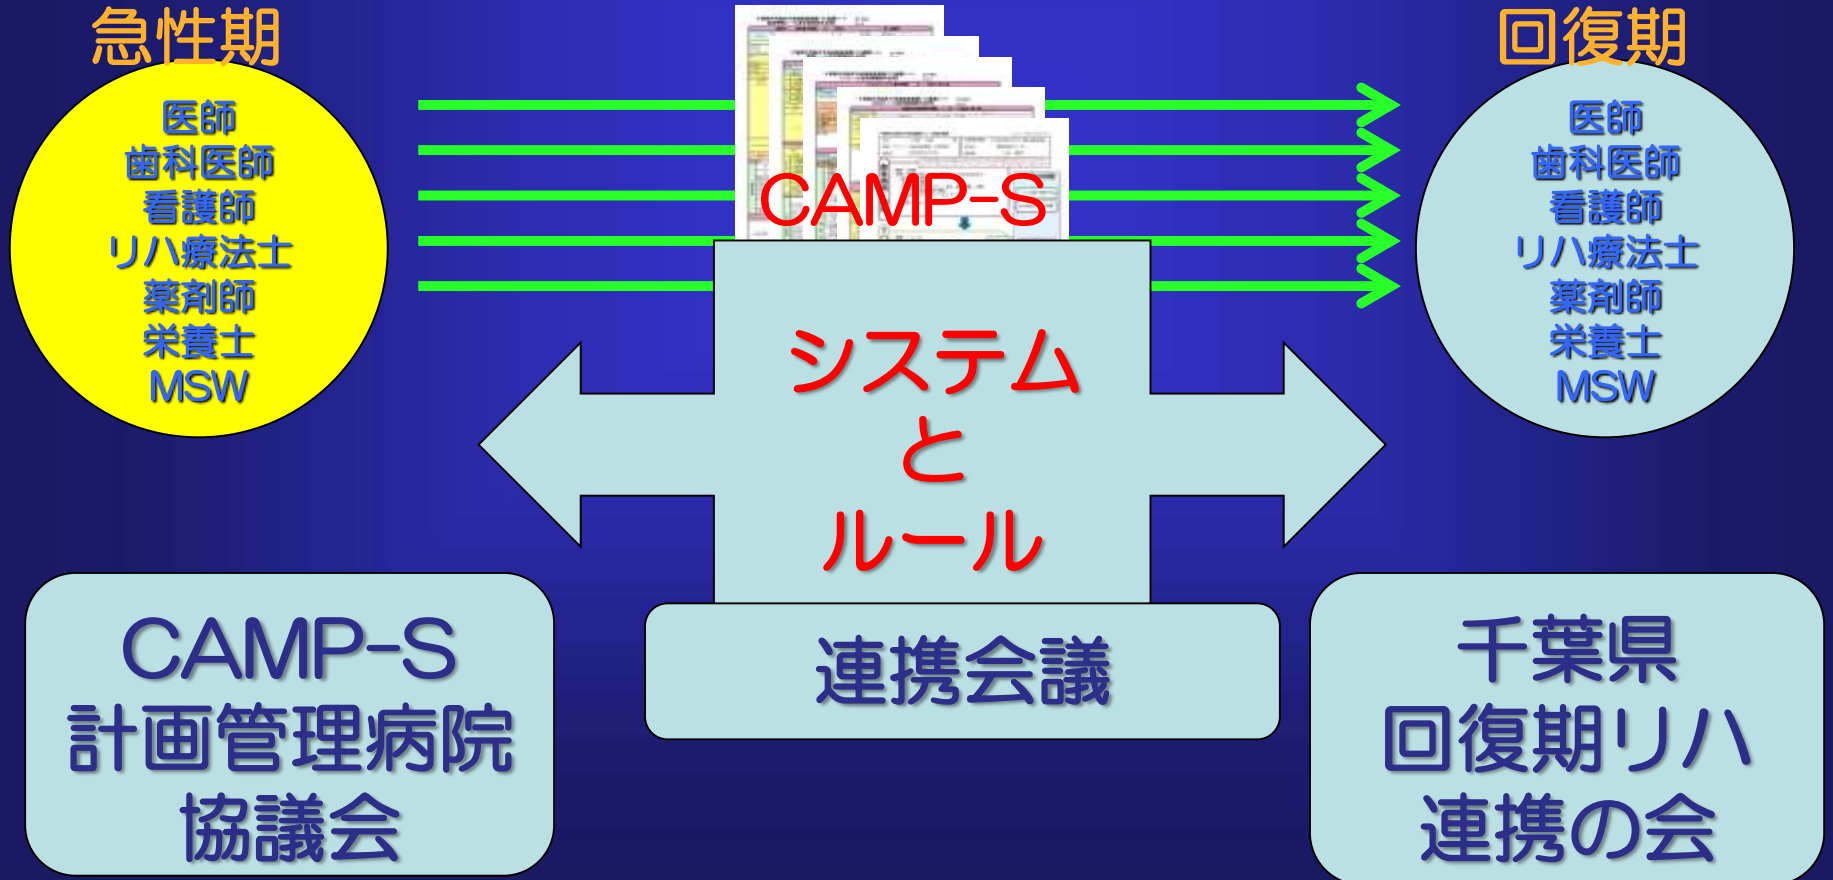 急性期
医師
歯科医師
看護師
リハ療法士
薬剤師
栄養士
MSW
CAMP-S
システム
と
ルール
回復期
医師
歯科医師
看護師
リハ療法士
薬剤師
栄養士
MSW
CAMP-S
計画管理病院
協議会
連携会議
千葉県
回復期リハ
連携の会